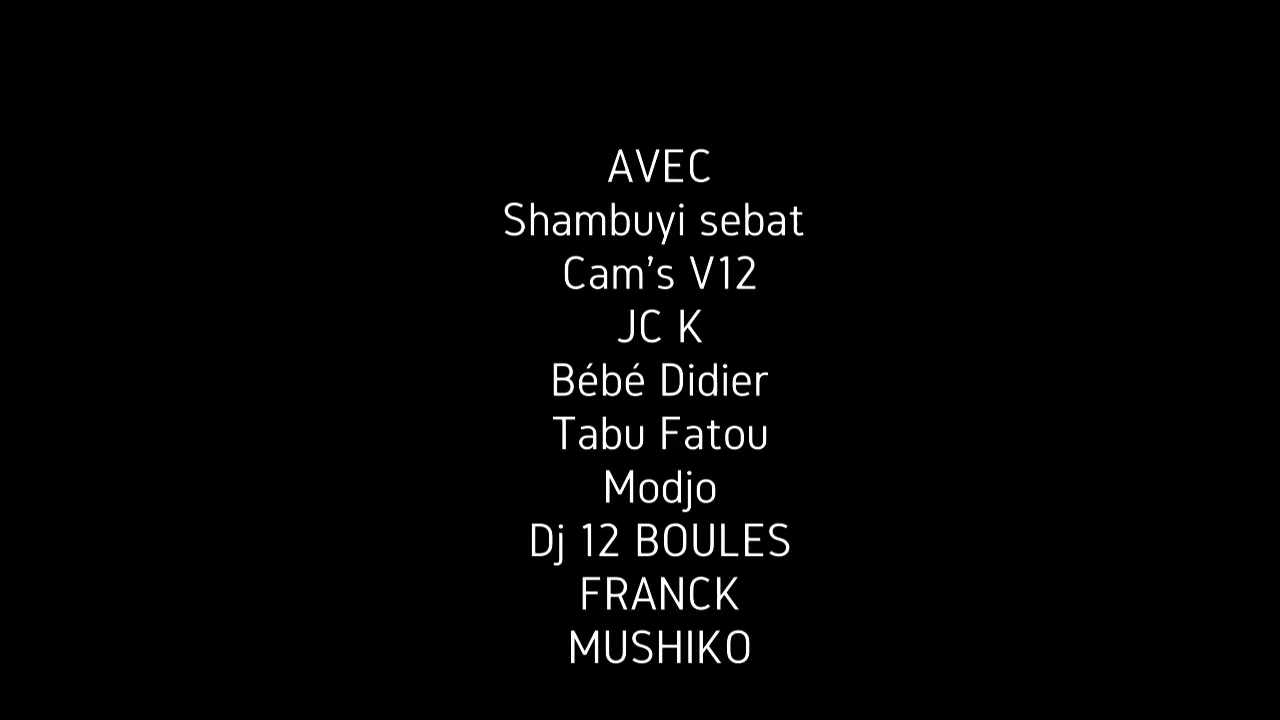 AVEC
Shambuyi sebat
Cam’s V12
JC K
Bébé Didier
Tabu Fatou
Modjo
Dj 12 BOULES
FRANCK
MUSHIKO